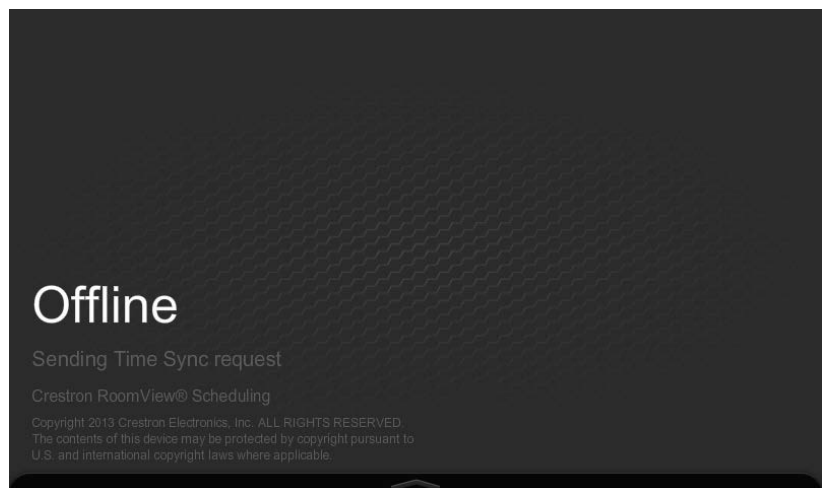 Offline
Sending Time Sync request
Crestron RoomView® Scheduling
Copyright 2013 Crestron Electronics, Inc. ALL RIGHTS RESERVED.
The contents of this device may be protected by copyright pursuant to
U.S. and international copyright laws where applicable.